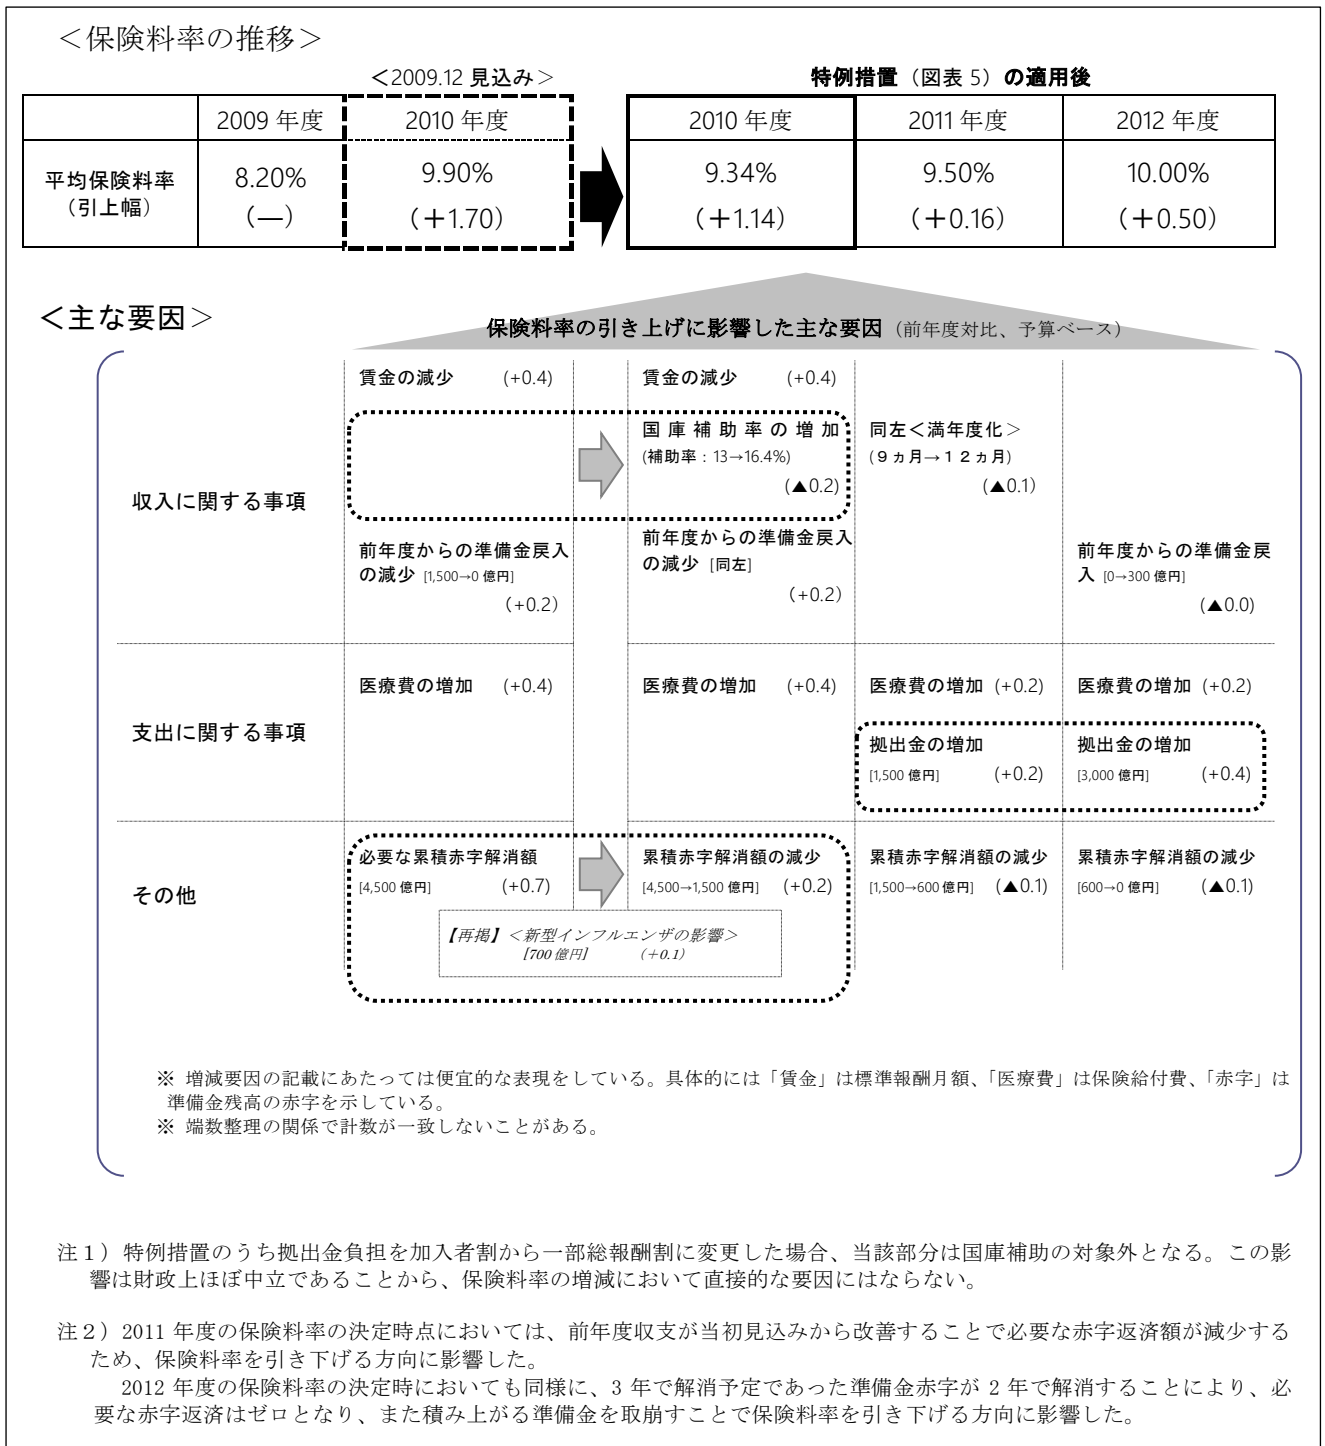 ＜保険料率の推移＞
＜2009.12 見込み＞
特例措置（図表 5）の適用後
2009 年度
2010 年度
2010 年度
2011 年度
2012 年度
平均保険料率
（引上幅）
8.20%
（―）
9.90%
（＋1.70）
9.34%
（＋1.14）
9.50%
（＋0.16）
10.00%
（＋0.50）
＜主な要因＞
保険料率の引き上げに影響した主な要因（前年度対比、予算ベース）
収入に関する事項
賃金の減少 (+0.4)
前年度からの準備金戻入
の減少 [1,500→0 億円]
（+0.2）
賃金の減少 (+0.4)
国庫補助率の増加
(補助率：13→16.4%)
(▲0.2)
前年度からの準備金戻入
の減少 [同左]
（+0.2）
同左＜満年度化＞
(９ヵ月→１２ヵ月)
(▲0.1）
前年度からの準備金戻
入 [0→300 億円]
(▲0.0)
支出に関する事項
医療費の増加 (+0.4)
医療費の増加 (+0.4)
医療費の増加 (+0.2)
医療費の増加 (+0.2)
拠出金の増加
[1,500 億円] (+0.2)
拠出金の増加
[3,000 億円] (+0.4)
その他
必要な累積赤字解消額
[4,500 億円] (+0.7)
累積赤字解消額の減少
[4,500→1,500 億円] (+0.2)
累積赤字解消額の減少
[1,500→600 億円] (▲0.1)
累積赤字解消額の減少
[600→0 億円] (▲0.1)
【再掲】＜新型インフルエンザの影響＞
[700 億円] （+0.1）
※ 増減要因の記載にあたっては便宜的な表現をしている。具体的には「賃金」は標準報酬月額、「医療費」は保険給付費、「赤字」は
準備金残高の赤字を示している。
※ 端数整理の関係で計数が一致しないことがある。
注１）特例措置のうち拠出金負担を加入者割から一部総報酬割に変更した場合、当該部分は国庫補助の対象外となる。この影
響は財政上ほぼ中立であることから、保険料率の増減において直接的な要因にはならない。
注２）2011 年度の保険料率の決定時点においては、前年度収支が当初見込みから改善することで必要な赤字返済額が減少する
ため、保険料率を引き下げる方向に影響した。
2012 年度の保険料率の決定時においても同様に、3 年で解消予定であった準備金赤字が 2 年で解消することにより、必
要な赤字返済はゼロとなり、また積み上がる準備金を取崩すことで保険料率を引き下げる方向に影響した。